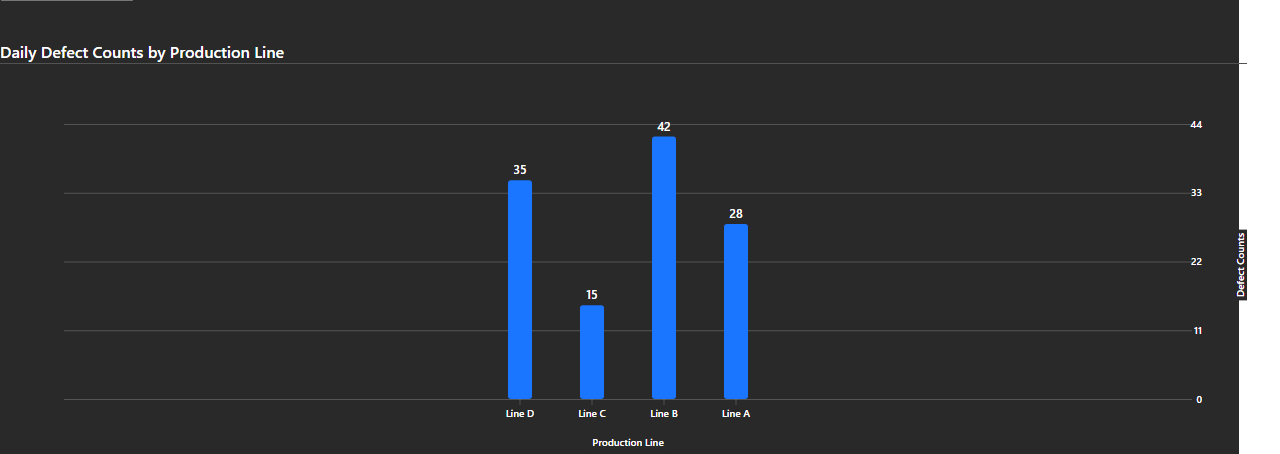 Daily Defect Counts by Production Line
44
42
35
33
28
22
Defect Counts
15
11
0
Line D Line C Line B Line A
Production Line